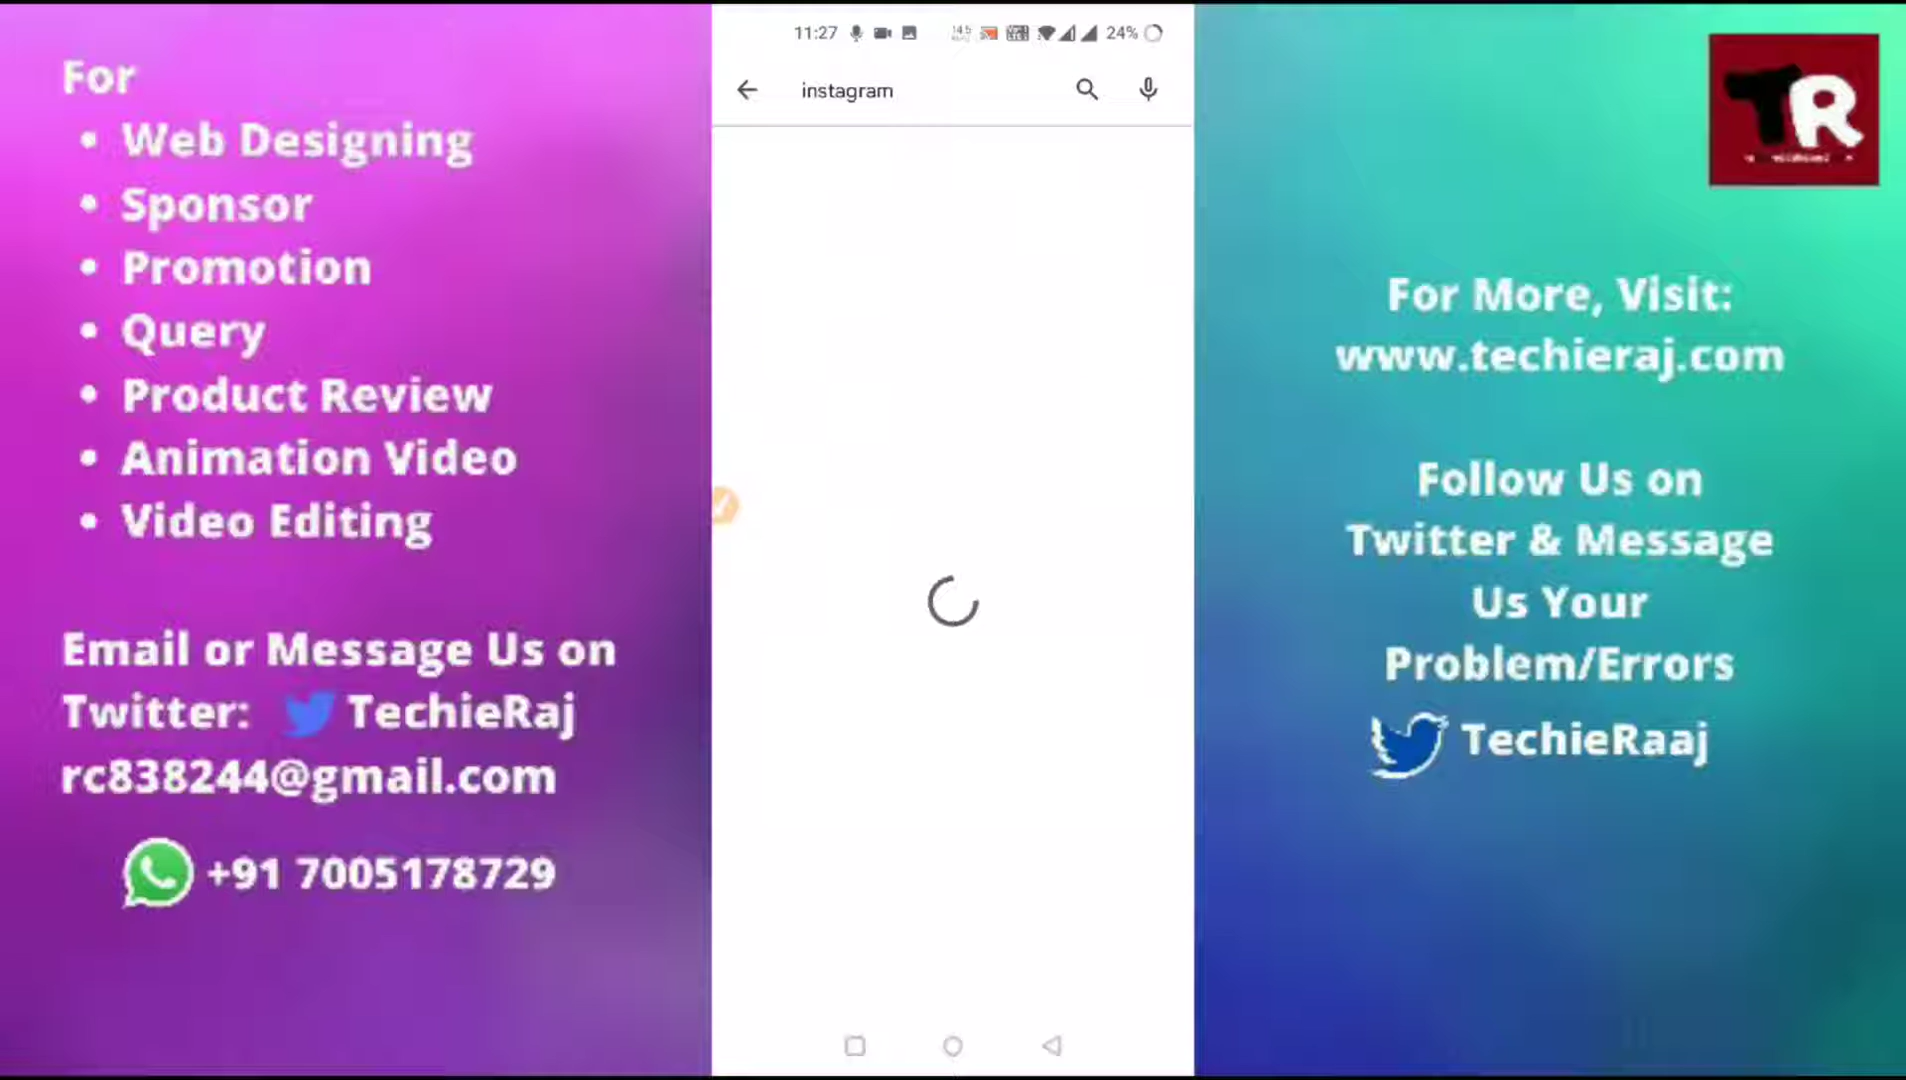 For
• Web Designing
• Sponsor
• Promotion
• Query
• Product Review
• Animation Video
• Video Editing
Email or Message Us on
Twitter: TechieRaj
rc838244@gmail.com
+91 7005178729
11:27 24%
instagram
TR
For More, Visit:
www.techieraj.com
Follow Us on
Twitter & Message
Us Your
Problem/Errors
TechieRaaj